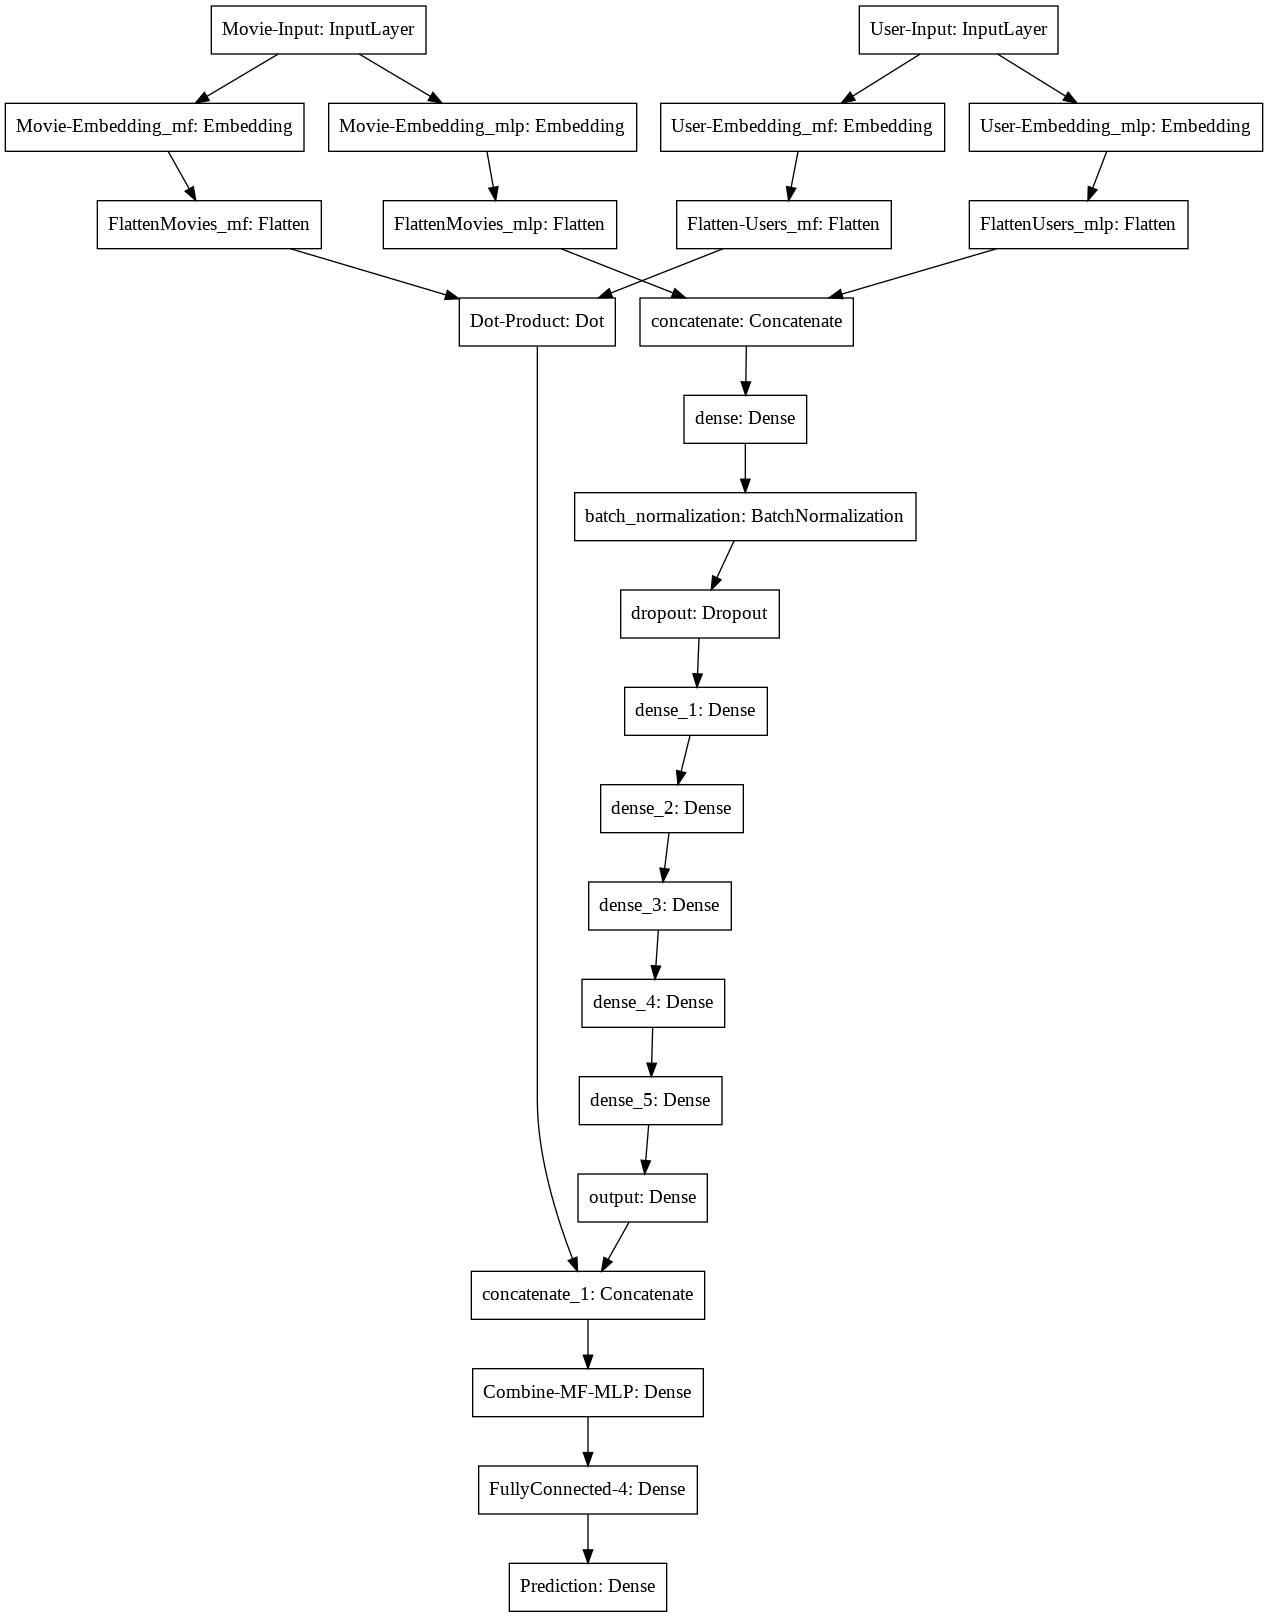 Movie-Input: InputLayer
User-Input: InputLayer
Movie-Embedding_mf: Embedding
Movie-Embedding_mlp: Embedding
User-Embedding_mf: Embedding
User-Embedding_mlp: Embedding
FlattenMovies_mf: Flatten
FlattenMovies_mlp: Flatten
Flatten-Users_mf: Flatten
FlattenUsers_mlp: Flatten
Dot-Product: Dot
concatenate: Concatenate
dense: Dense
batch_normalization: BatchNormalization
dropout: Dropout
dense_1: Dense
dense_2: Dense
dense_3: Dense
dense_4: Dense
dense_5: Dense
output: Dense
concatenate_1: Concatenate
Combine-MF-MLP: Dense
FullyConnected-4: Dense
Prediction: Dense